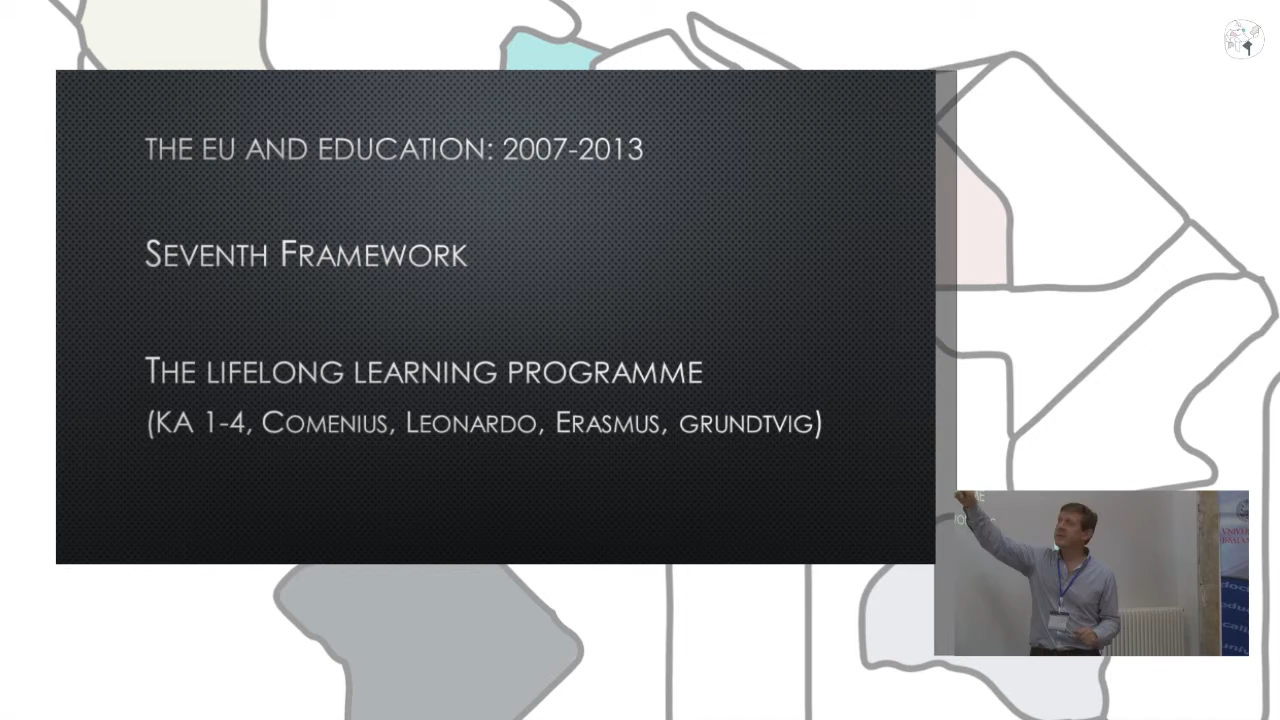 THE EU AND EDUCATION: 2007-2013
SEVENTH FRAMEWORK
THE LIFELONG LEARNING PROGRAMME
(KA 1-4, COMENIUS, LEONARDO, ERASMUS, GRUNDTVIG)